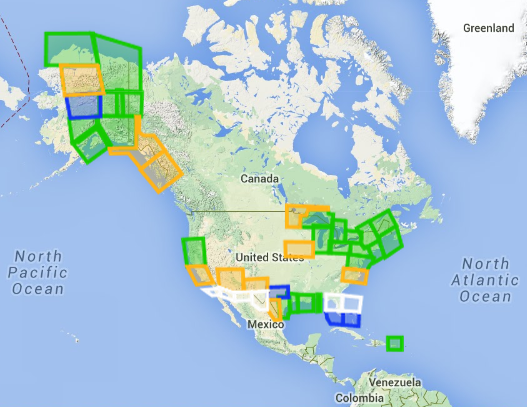 Greenland
Canada
North
Pacific
Ocean
United States
North
Atlantic
Ocean
Mexico
Venezuela
Colombia